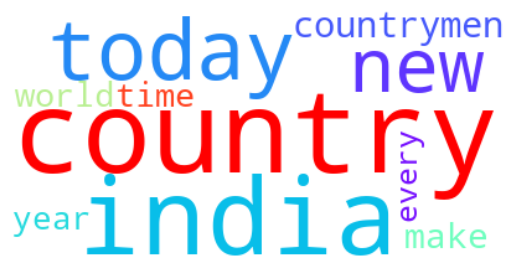 countrymen
today
new
world
time
country
every
india
year
make